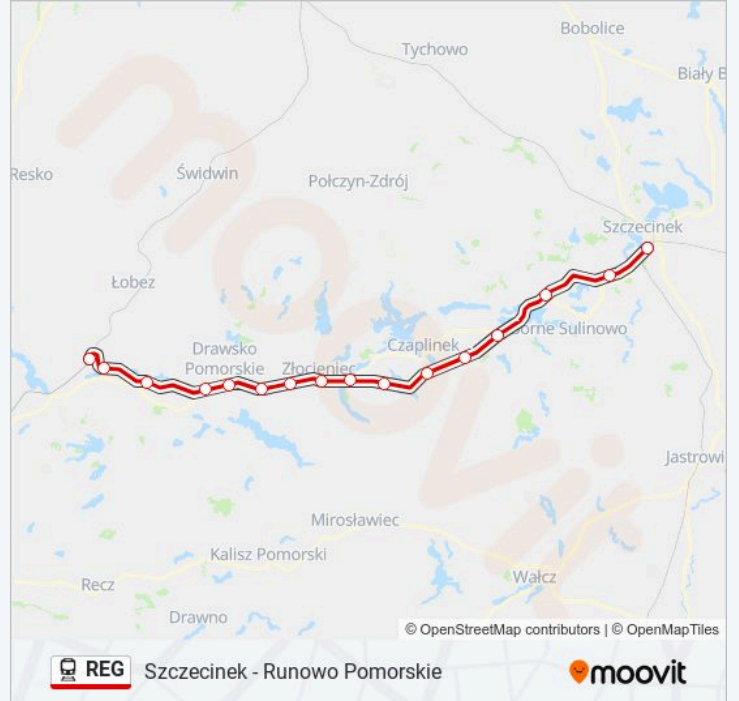 Bobolice
Tychowo
Biały B
Resko
Świdwin
Połczyn-Zdrój
Szczecinek
Łobez
orne Sulinowo
Drawsko
Pomorskie
Czaplinek
Złocieniec
Jastrowi
Mirosławiec
Kalisz Pomorski
Recz
Wałcz
Drawno
© OpenStreetMap contributors | © OpenMapTiles
REG Szczecinek - Runowo Pomorskie
moovit
moovit